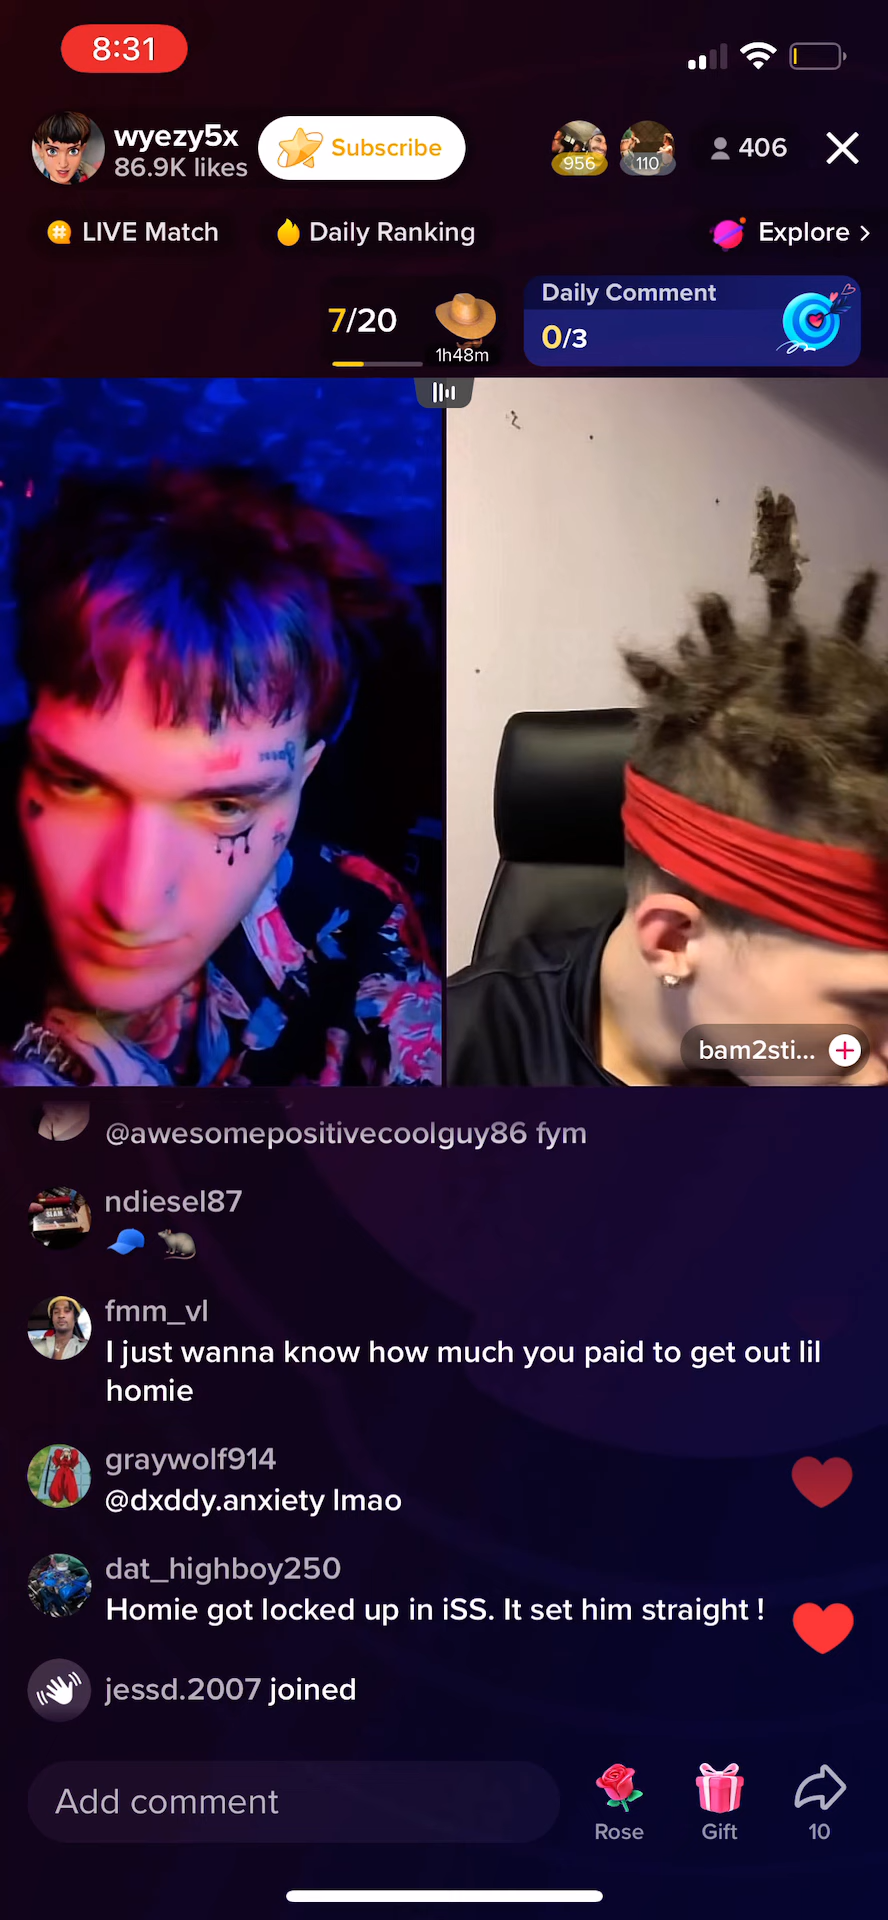 8:31
wyezy5x
86.9K likes
Subscribe
956
110
406
LIVE Match
Daily Ranking
Explore >
7/20
1h48m
Daily Comment
0/3
bam2sti...
@awesomepositivecoolguy86 fym
ndiesel87
🧢 🐀
fmm_vl
I just wanna know how much you paid to get out lil
homie
graywolf914
@dxddy.anxiety lmao
dat_highboy250
Homie got locked up in iSS. It set him straight !
jessd.2007 joined
Add comment
Rose
Gift
10